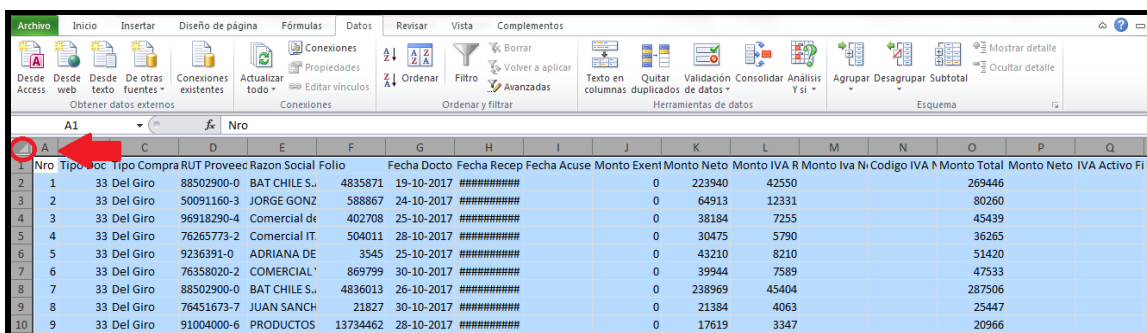 Archivo Inicio Insertar Diseño de página Fórmulas Datos Revisar Vista Complementos
Desde Access Desde web Desde texto De otras fuentes Conexiones existentes Actualizar todo Conexiones Propiedades Editar vínculos Ordenar Filtro Borrar Volver a aplicar Avanzadas Texto en columnas Quitar duplicados Validación de datos Consolidar Análisis Y si Agrupar Desagrupar Subtotal Mostrar detalle Ocultar detalle
Obtener datos externos Conexiones Ordenar y filtrar Herramientas de datos Esquema
A1 fx Nro
A C D E F G H I J K L M N O P Q
1 Nro Tipo Doc Tipo Compra RUT Proveed Razon Social Folio Fecha Docto Fecha Recep Fecha Acuse Monto Exent Monto Neto Monto IVA R Monto Iva N Codigo IVA N Monto Total Monto Neto IVA Activo Fi
2 1 33 Del Giro 88502900-0 BAT CHILE S. 4835871 19-10-2017 ########## 0 223940 42550 269446
3 2 33 Del Giro 50091160-3 JORGE GONZ 588867 24-10-2017 ########## 0 64913 12331 80260
4 3 33 Del Giro 96918290-4 Comercial de 402708 25-10-2017 ########## 0 38184 7255 45439
5 4 33 Del Giro 76265773-2 Comercial IT. 504011 28-10-2017 ########## 0 30475 5790 36265
6 5 33 Del Giro 9236391-0 ADRIANA DE 3545 25-10-2017 ########## 0 43210 8210 51420
7 6 33 Del Giro 76358020-2 COMERCIAL 869799 30-10-2017 ########## 0 39944 7589 47533
8 7 33 Del Giro 88502900-0 BAT CHILE S. 4836013 26-10-2017 ########## 0 238969 45404 287506
9 8 33 Del Giro 76451673-7 JUAN SANCH 21827 30-10-2017 ########## 0 21384 4063 25447
10 9 33 Del Giro 91004000-6 PRODUCTOS 13734462 28-10-2017 ########## 0 17619 3347 20966